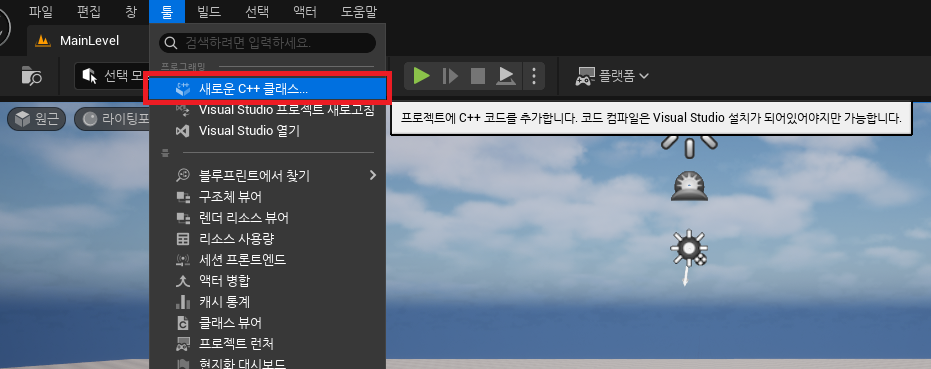 파일 편집 창 툴 빌드 선택 액터 도움말
MainLevel
검색하려면 입력하세요.
프로그래밍
선택 모
플랫폼
새로운 C++ 클래스...
프로젝트에 C++ 코드를 추가합니다. 코드 컴파일은 Visual Studio 설치가 되어있어야지만 가능합니다.
원근
라이팅포
Visual Studio 프로젝트 새로고침
Visual Studio 열기
툴
블루프린트에서 찾기
구조체 뷰어
렌더 리소스 뷰어
리소스 사용량
세션 프론트엔드
액터 병합
캐시 통계
클래스 뷰어
프로젝트 런처
현지화 대시보드